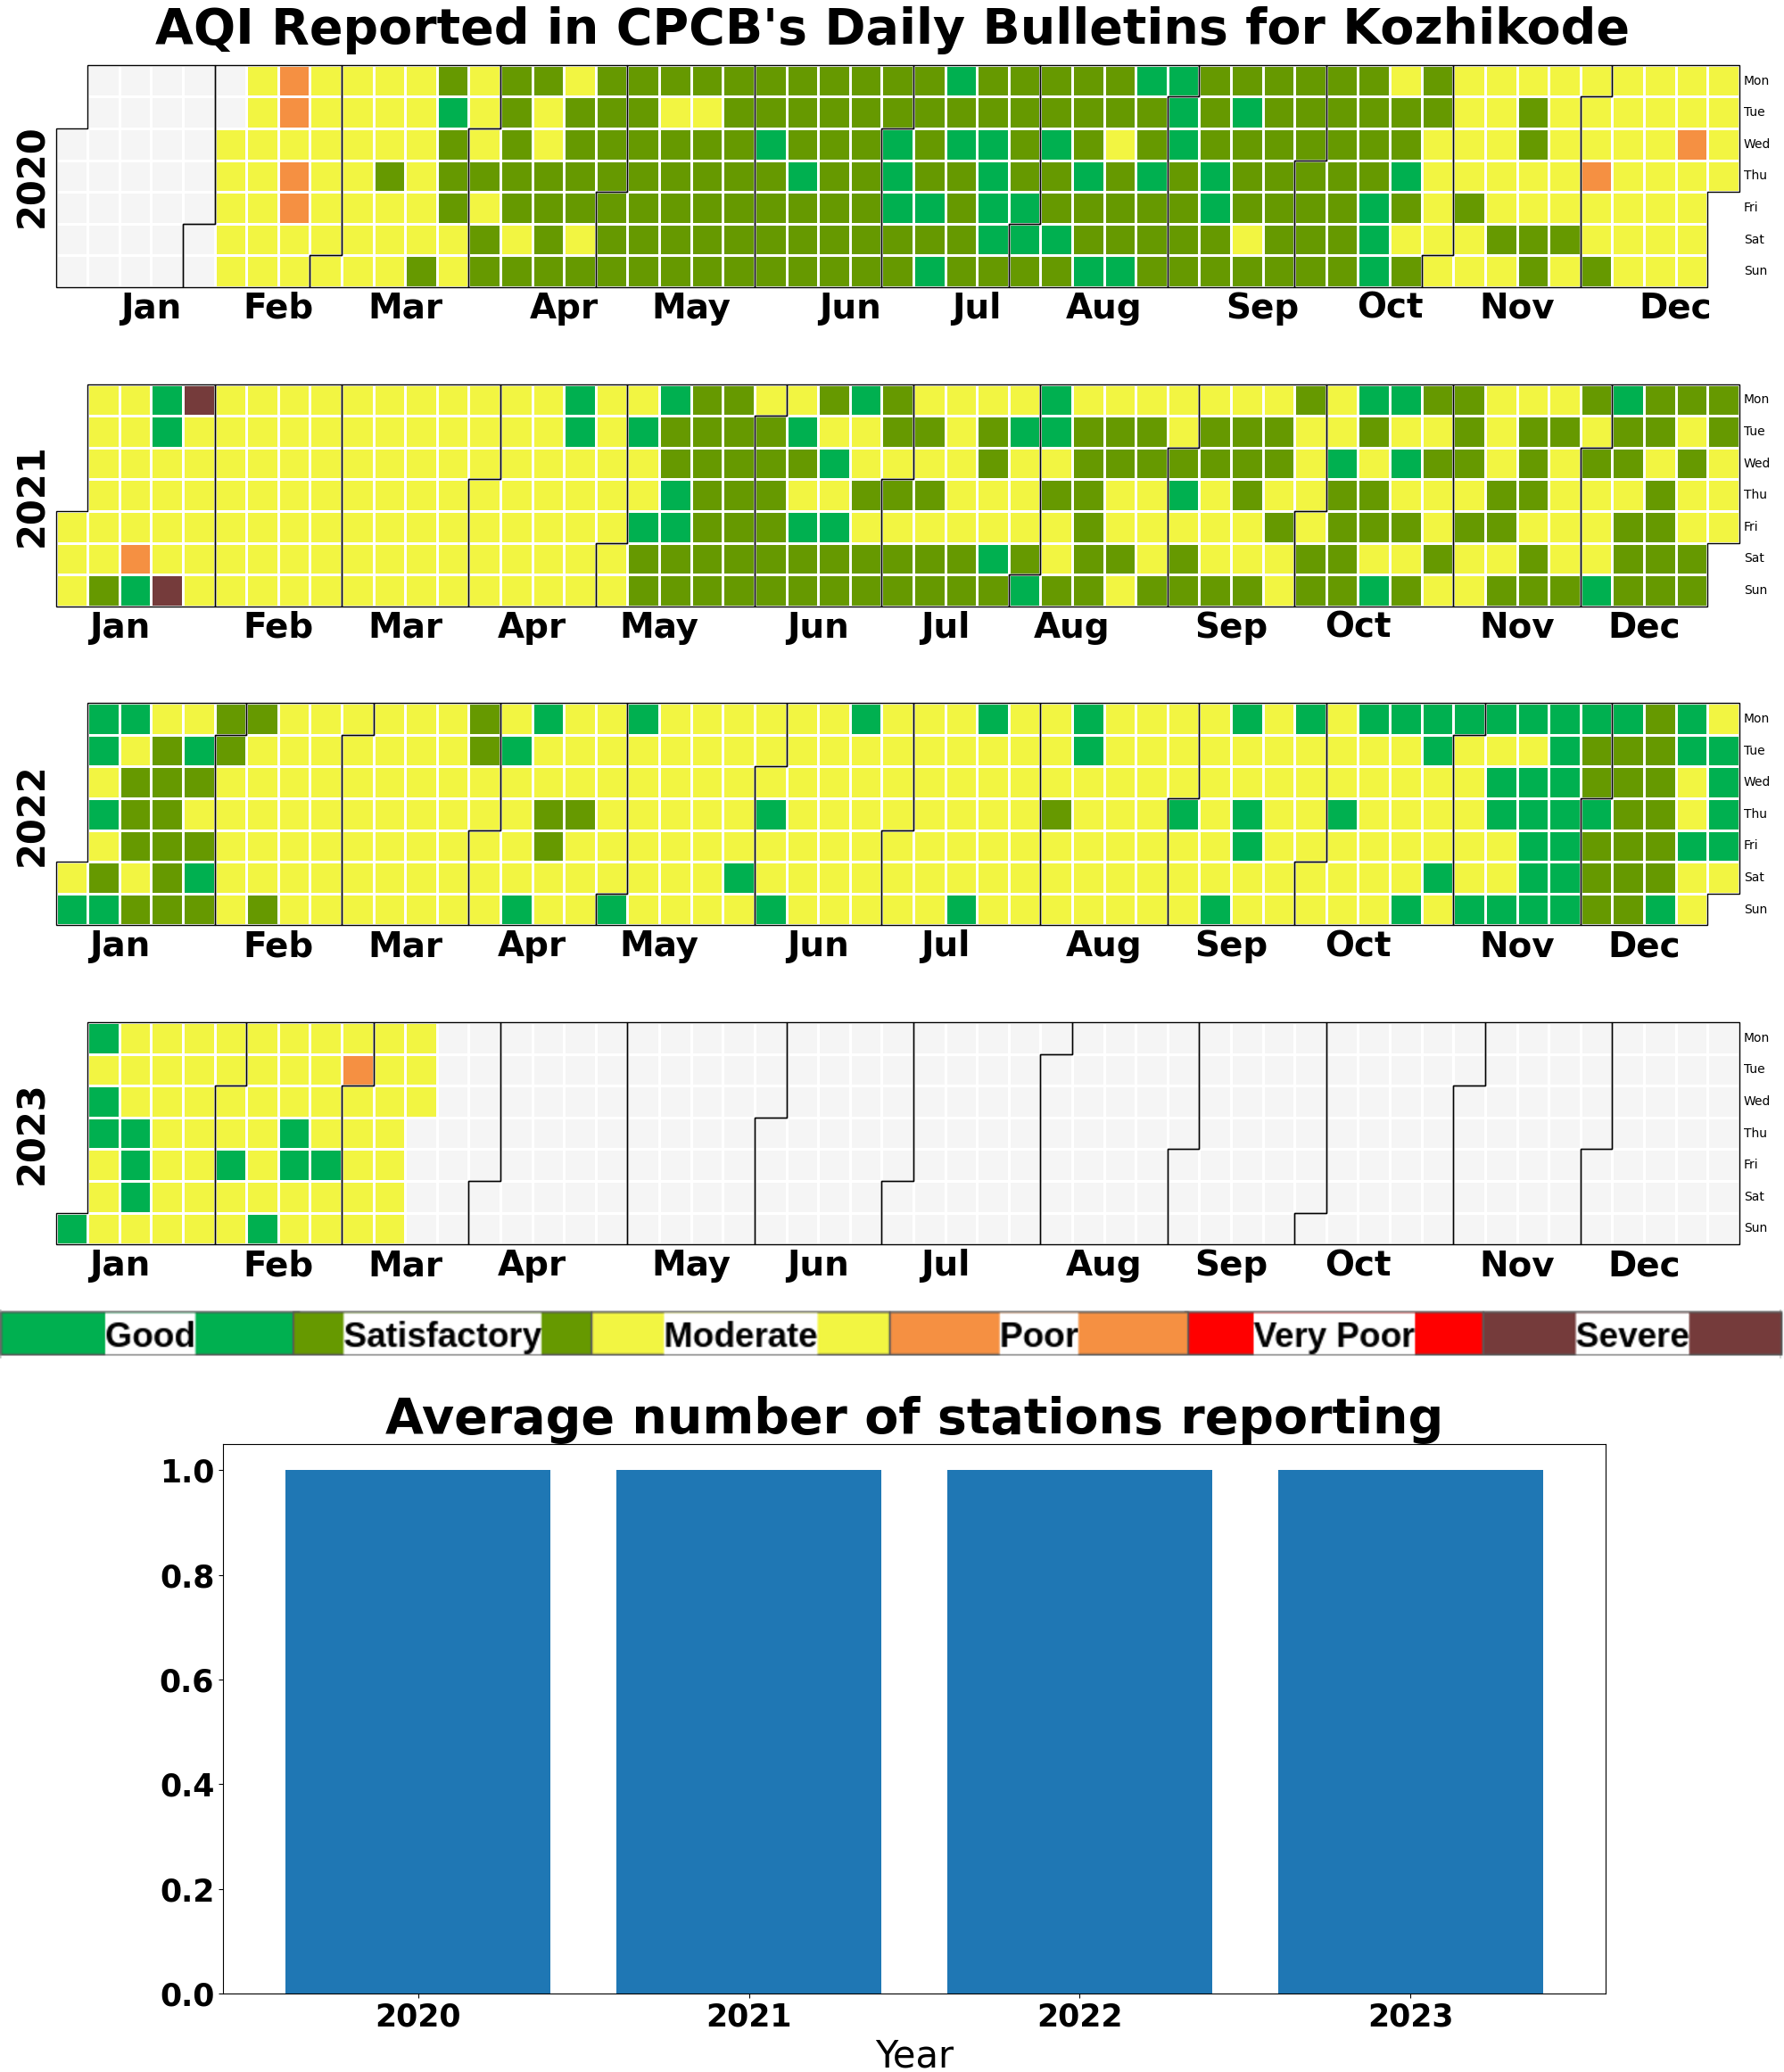 AQI Reported in CPCB's Daily Bulletins for Kozhikode
2020
Mon
Tue
Wed
Thu
Fri
Sat
Sun
Jan Feb Mar Apr May Jun Jul Aug Sep Oct Nov Dec
2021
Mon
Tue
Wed
Thu
Fri
Sat
Sun
Jan Feb Mar Apr May Jun Jul Aug Sep Oct Nov Dec
2022
Mon
Tue
Wed
Thu
Fri
Sat
Sun
Jan Feb Mar Apr May Jun Jul Aug Sep Oct Nov Dec
2023
Mon
Tue
Wed
Thu
Fri
Sat
Sun
Jan Feb Mar Apr May Jun Jul Aug Sep Oct Nov Dec
Good Satisfactory Moderate Poor Very Poor Severe
Average number of stations reporting
1.0
0.8
0.6
0.4
0.2
0.0
2020 2021 2022 2023
Year